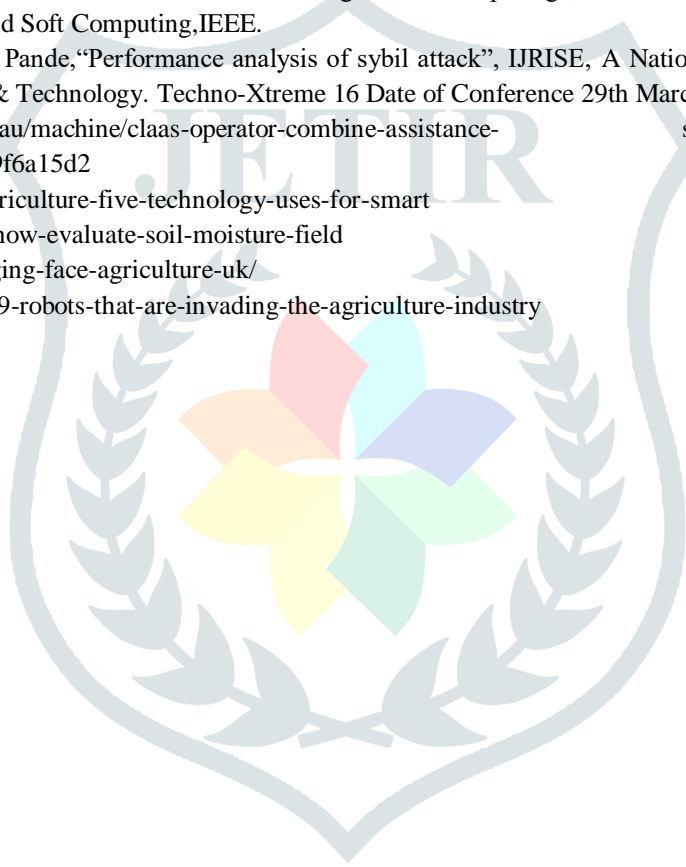 d Soft Computing,IEEE.
Pande,“Performance analysis of sybil attack”, IJRISE, A Natio
& Technology. Techno-Xtreme 16 Date of Conference 29th Marc
au/machine/claas-operator-combine-assistance- s
9f6a15d2
riculture-five-technology-uses-for-smart
now-evaluate-soil-moisture-field
ging-face-agriculture-uk/
9-robots-that-are-invading-the-agriculture-industry
JETIR